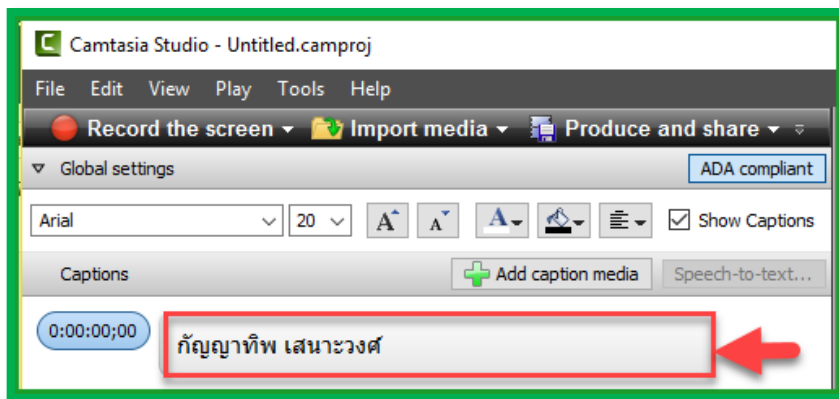 Camtasia Studio - Untitled.camproj
File Edit View Play Tools Help
Record the screen Import media Produce and share
Global settings ADA compliant
Arial 20 A A A Show Captions
Captions Add caption media Speech-to-text...
0:00:00;00 กัญญาทิพ เสนาะวงศ์